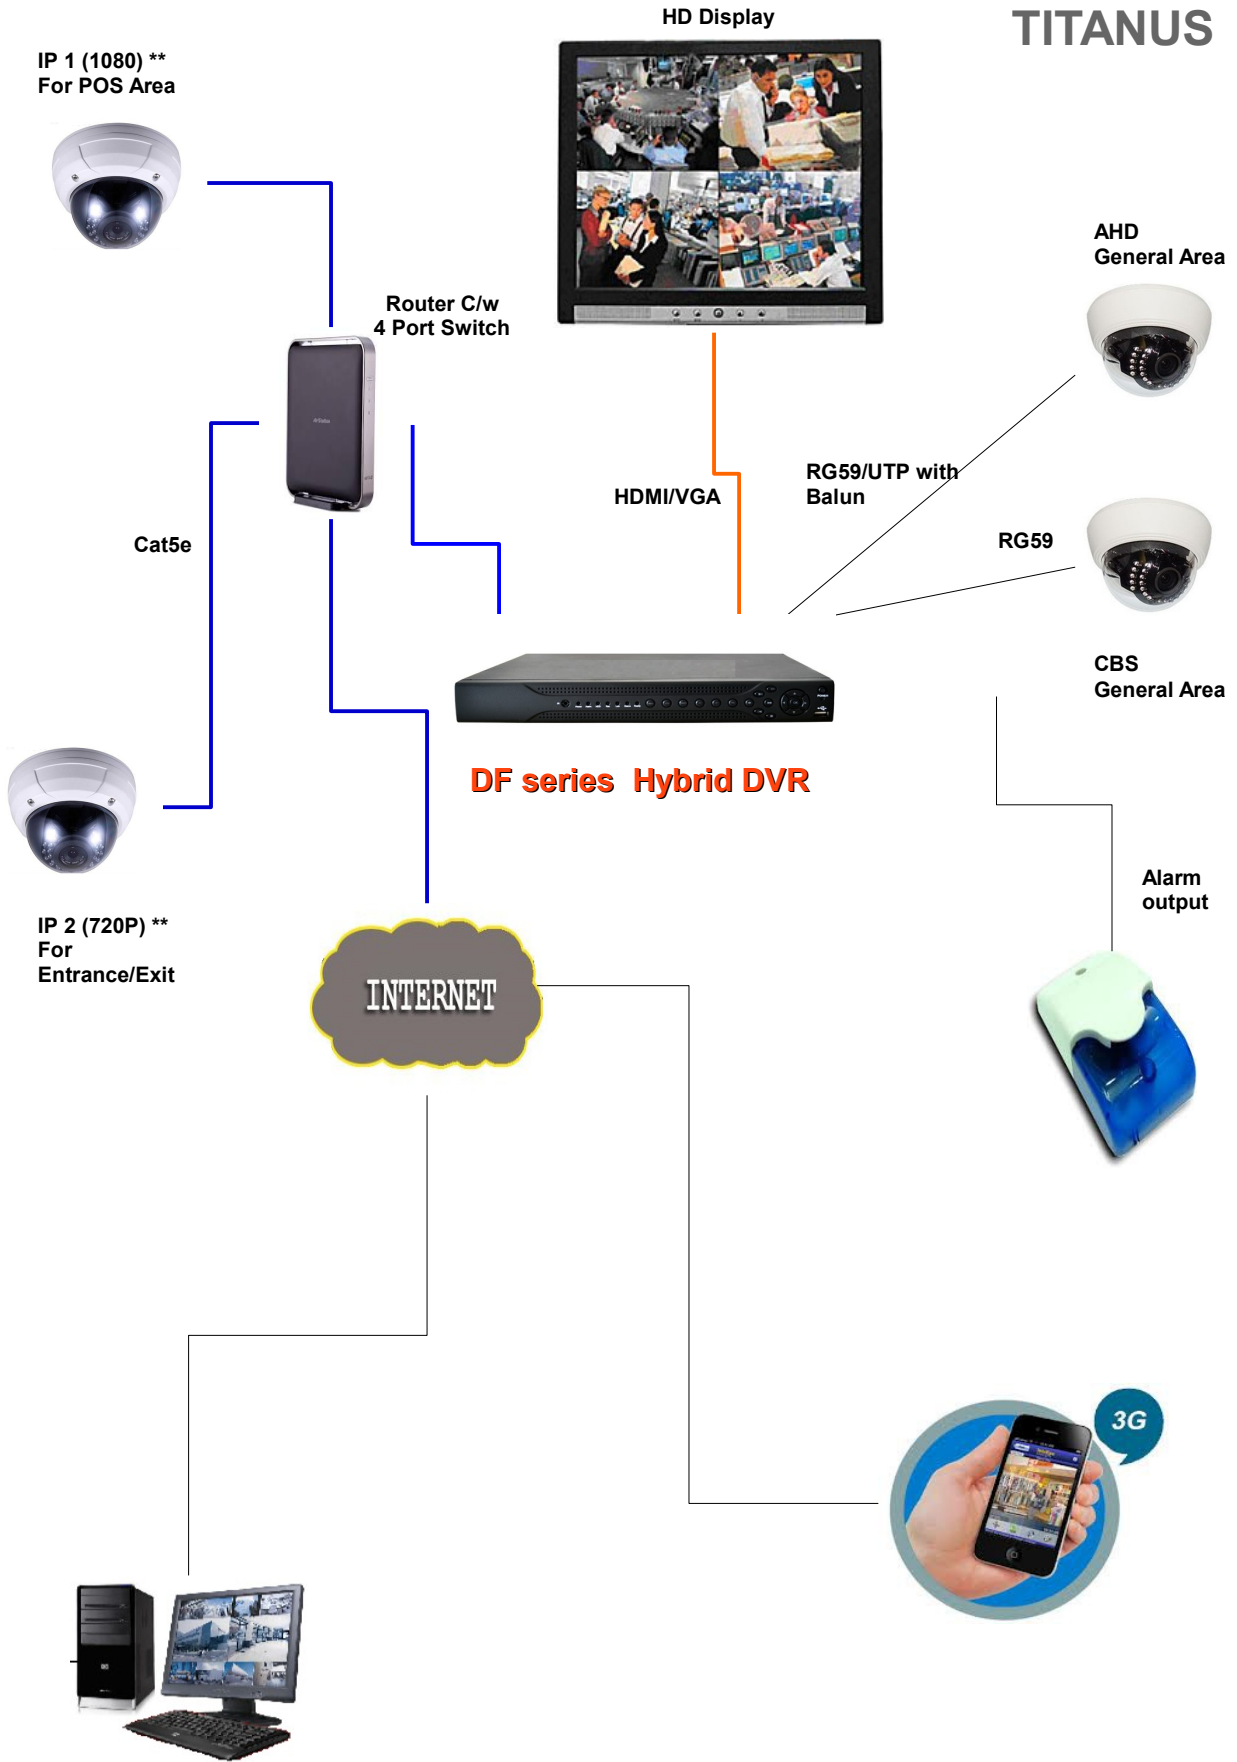 HD Display
TITANUS
IP 1 (1080) **
For POS Area
AHD
General Area
Router C/w
4 Port Switch
RG59/UTP with
Balun
HDMI/VGA
RG59
Cat5e
CBS
General Area
DF series Hybrid DVR
Alarm
output
IP 2 (720P) **
For
Entrance/Exit
INTERNET
3G